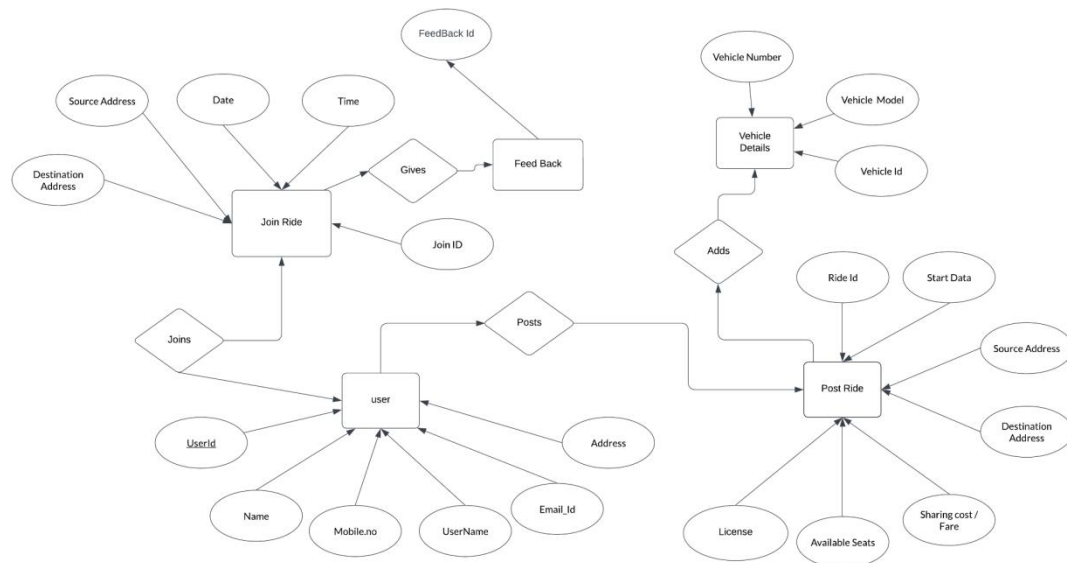 FeedBack Id
Vehicle Number
Source Address
Date
Time
Vehicle Model
Vehicle
Details
Gives
Feed Back
Destination
Address
Vehicle Id
Join Ride
Join ID
Adds
Ride Id
Start Data
Posts
Joins
Source Address
user
Post Ride
UserId
Address
Destination
Address
Name
Email_Id
Mobile.no
UserName
License
Available Seats
Sharing cost /
Fare